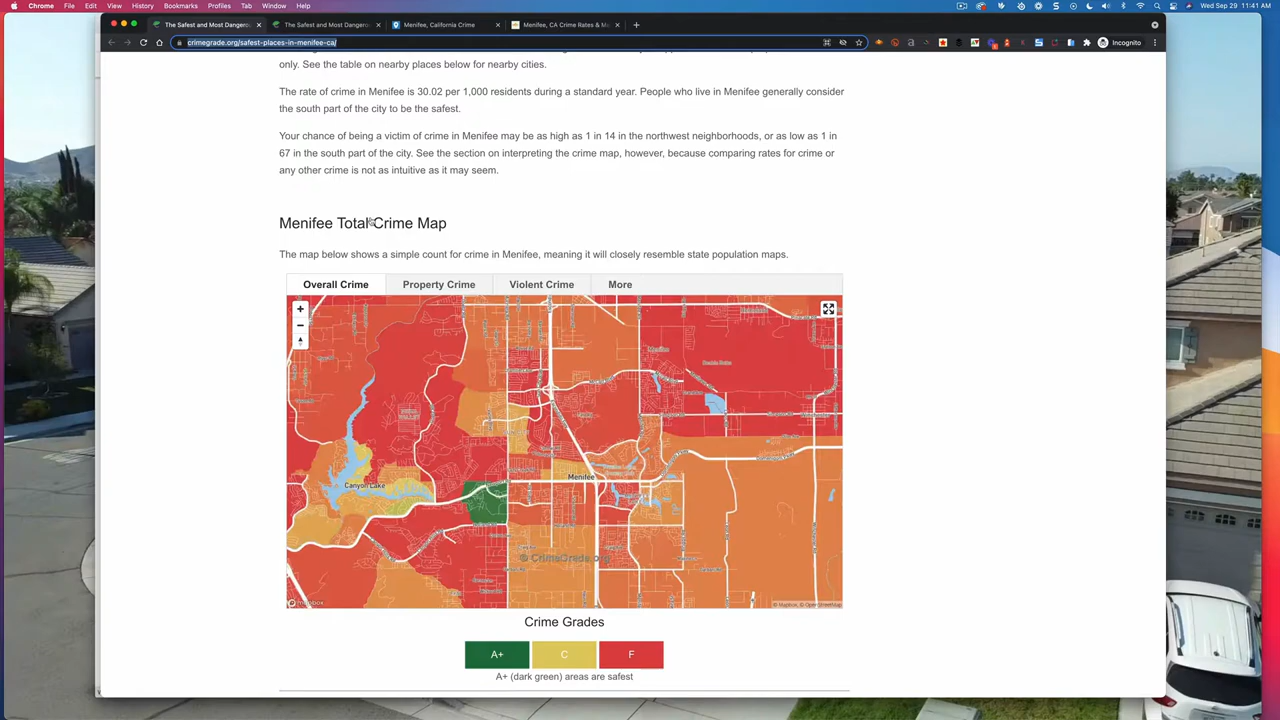 Chrome File Edit View History Bookmarks Profiles Tab Window Help
Wed Sep 29 11:41 AM
The Safest and Most Dangero
The Safest and Most Dangero
Menifee, California Crime
Menifee, CA Crime Rates & M
crimegrade.org/safest-places-in-menifee-ca/
Incognito
only. See the table on nearby places below for nearby cities.
The rate of crime in Menifee is 30.02 per 1,000 residents during a standard year. People who live in Menifee generally consider
the south part of the city to be the safest.
Your chance of being a victim of crime in Menifee may be as high as 1 in 14 in the northwest neighborhoods, or as low as 1 in
67 in the south part of the city. See the section on interpreting the crime map, however, because comparing rates for crime or
any other crime is not as intuitive as it may seem.
Menifee Total Crime Map
The map below shows a simple count for crime in Menifee, meaning it will closely resemble state population maps.
Overall Crime Property Crime Violent Crime More
Menifee
Canyon Lake
Menifee
© CrimeGrade.org
mapbox
© Mapbox, © OpenStreetMap
Crime Grades
A+ C F
A+ (dark green) areas are safest